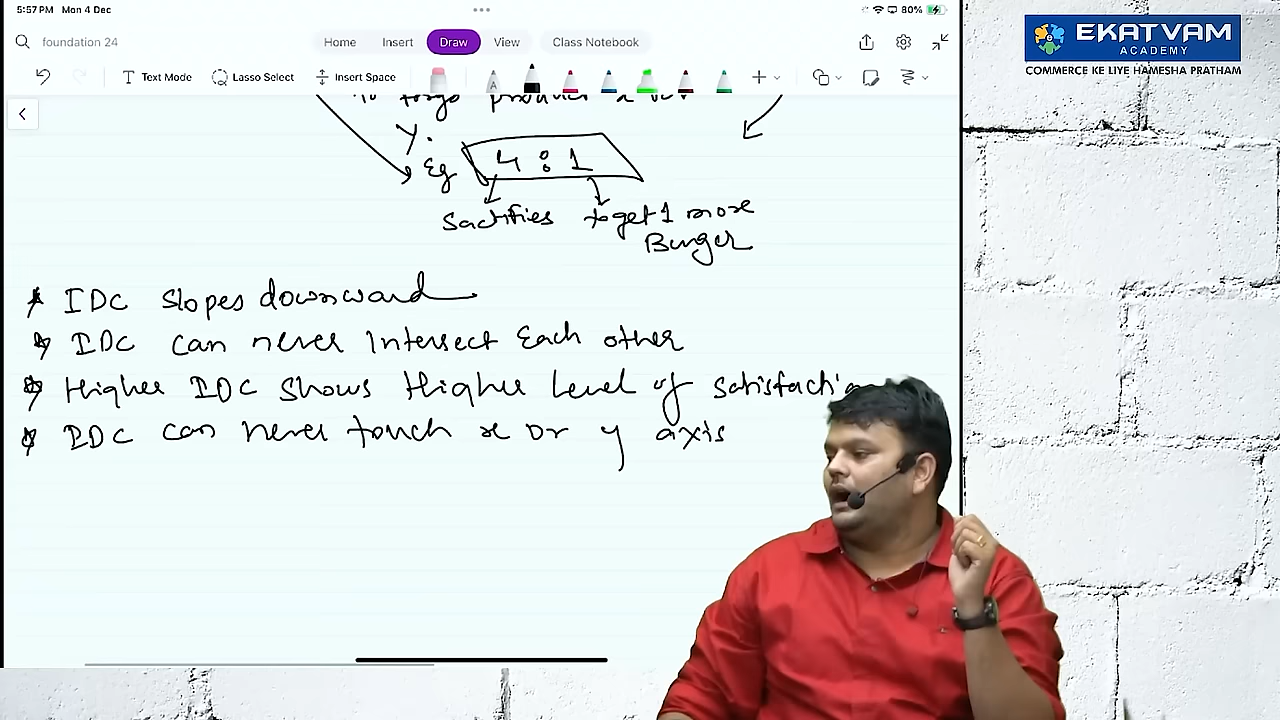 5:57 PM Mon 4 Dec
80%
foundation 24
Home Insert Draw View Class Notebook
Text Mode Lasso Select Insert Space
EKATVAM
ACADEMY
COMMERCE KE LIYE HAMESHA PRATHAM
to forgo
y.
Eg 4 : 1
Sacrifies to get 1 more
Burger
IDC slopes downward
IDC can never Intersect Each other
Higher IDC shows Higher Level of satisfaction
IDC can never touch x or y axis